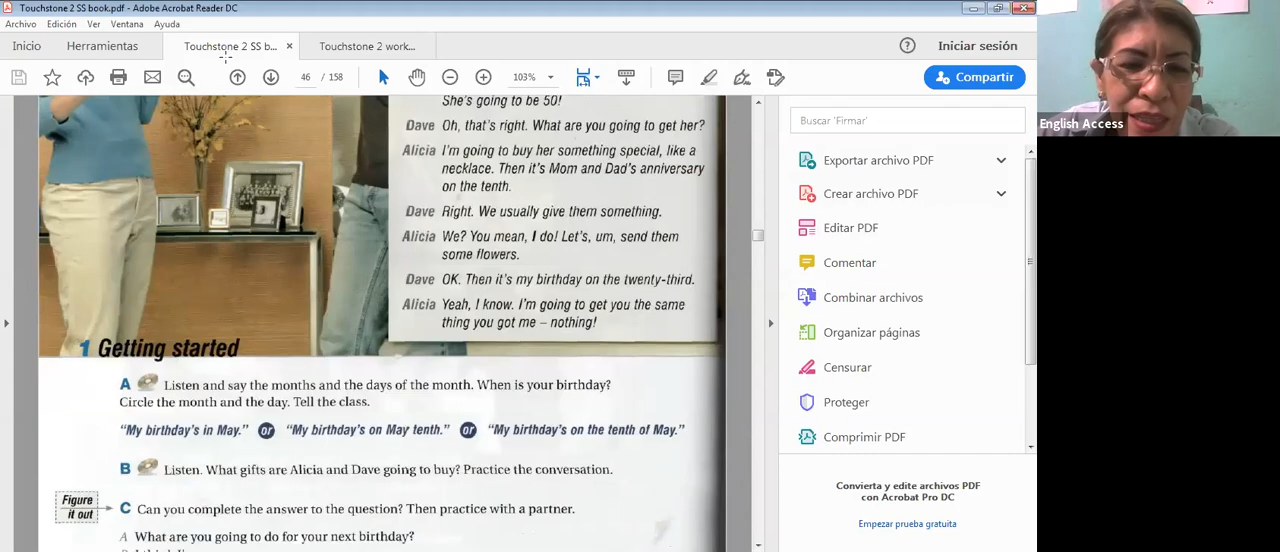 Touchstone 2 SS book.pdf - Adobe Acrobat Reader DC
Archivo Edición Ver Ventana Ayuda
Inicio Herramientas Touchstone 2 SS b... × Touchstone 2 work... Iniciar sesión
46 / 158 103% Compartir
She's going to be 50!
Dave Oh, that's right. What are you going to get her?
Alicia I'm going to buy her something special, like a
necklace. Then it's Mom and Dad's anniversary
on the tenth.
Dave Right. We usually give them something.
Alicia We? You mean, I do! Let's, um, send them
some flowers.
Dave OK. Then it's my birthday on the twenty-third.
Alicia Yeah, I know. I'm going to get you the same
thing you got me – nothing!
1 Getting started
A Listen and say the months and the days of the month. When is your birthday?
Circle the month and the day. Tell the class.
"My birthday's in May." or "My birthday's on May tenth." or "My birthday's on the tenth of May."
B Listen. What gifts are Alicia and Dave going to buy? Practice the conversation.
Figure
it out
C Can you complete the answer to the question? Then practice with a partner.
A What are you going to do for your next birthday?
Buscar 'Firmar'
Exportar archivo PDF
Crear archivo PDF
Editar PDF
Comentar
Combinar archivos
Organizar páginas
Censurar
Proteger
Comprimir PDF
Convierta y edite archivos PDF
con Acrobat Pro DC
Empezar prueba gratuita
English Access